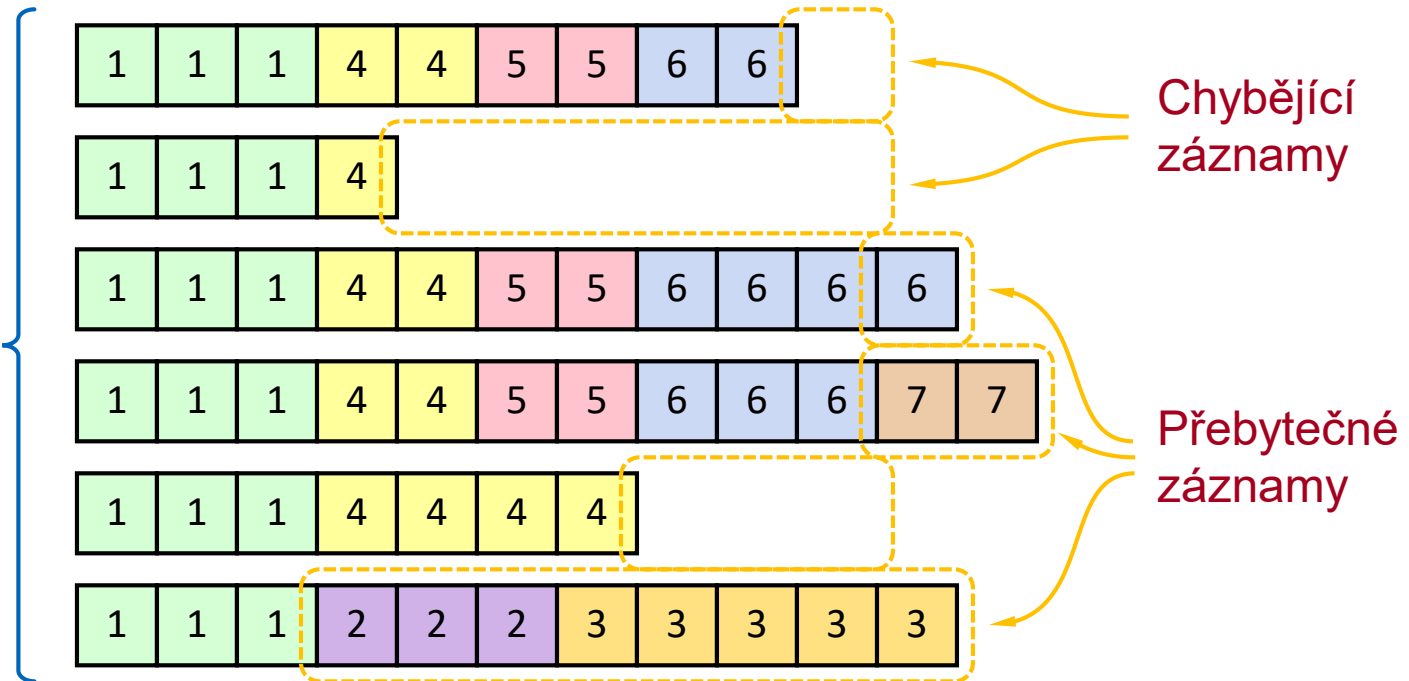 1 1 1 4 4 5 5 6 6
Chybějící
záznamy
1 1 1 4
1 1 1 4 4 5 5 6 6 6 6
1 1 1 4 4 5 5 6 6 6 7 7
Přebytečné
záznamy
1 1 1 4 4 4 4
1 1 1 2 2 2 3 3 3 3 3